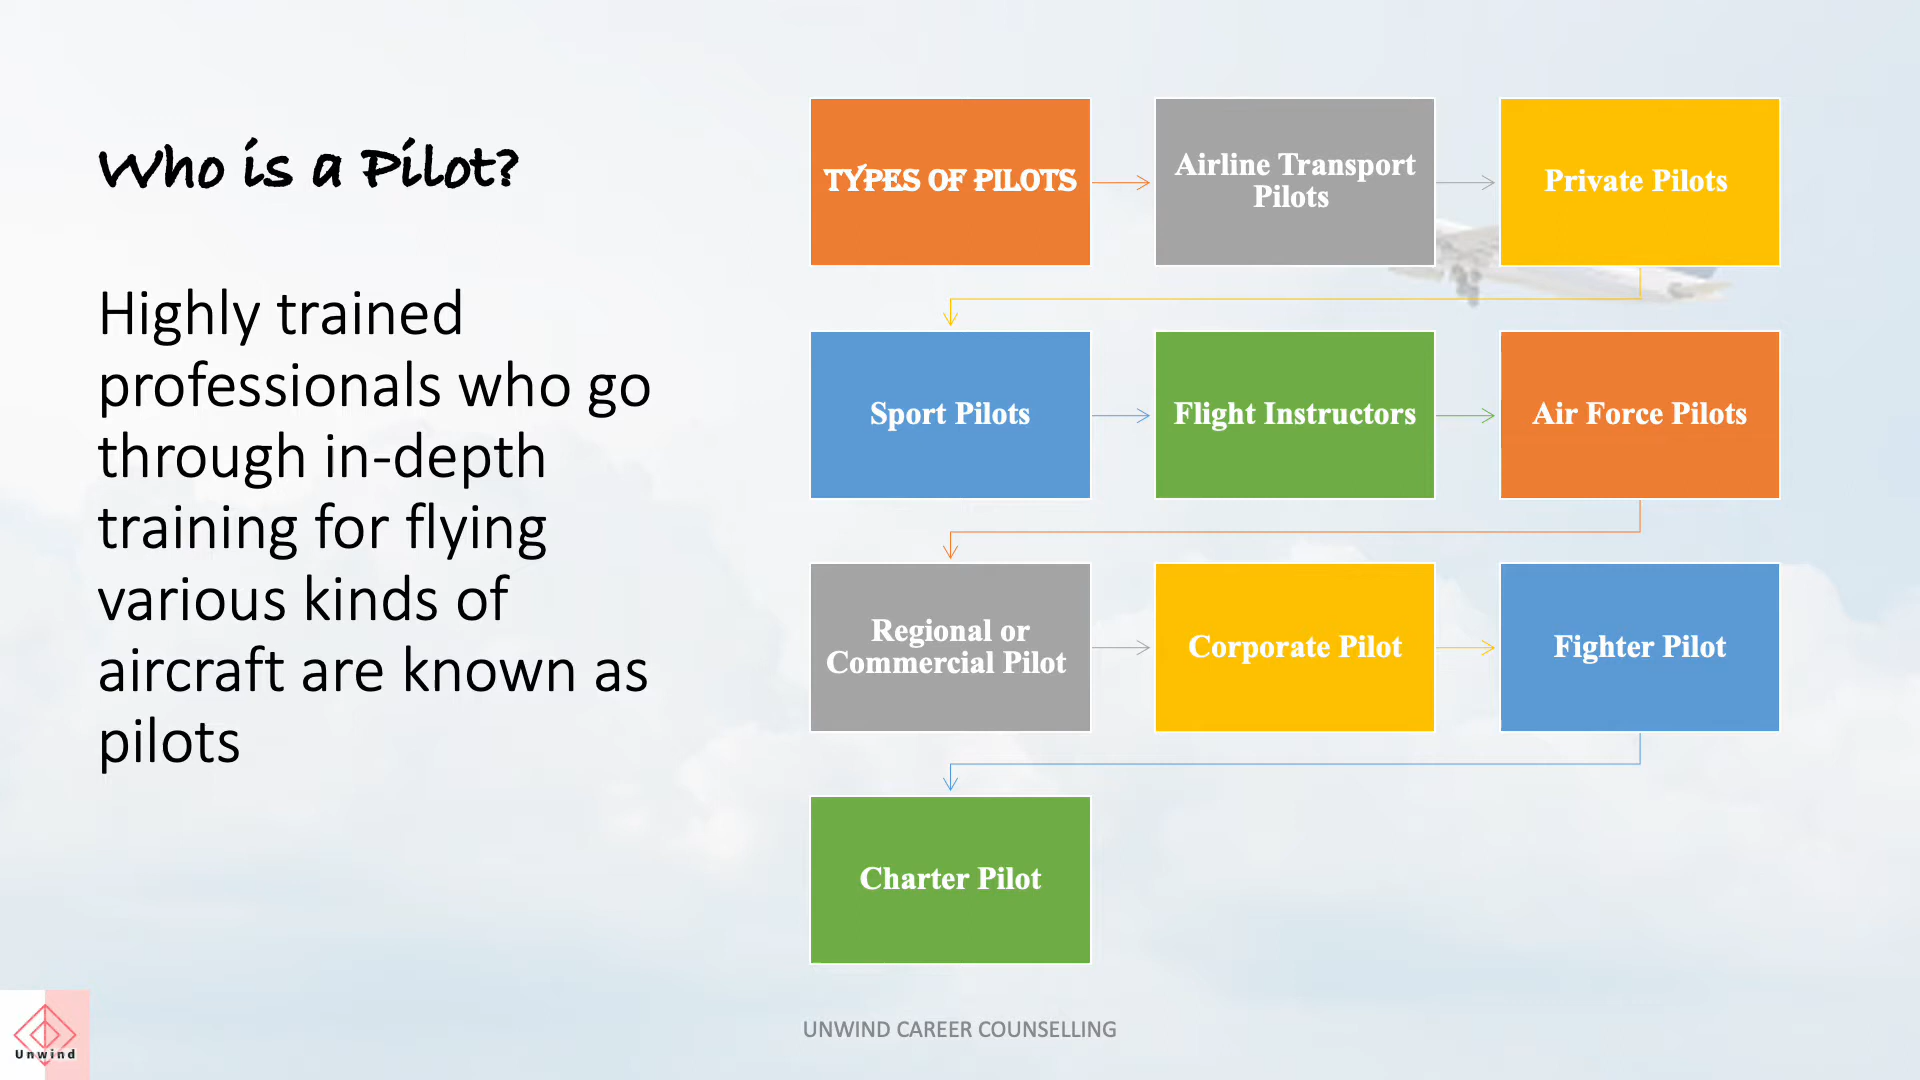 Who is a Pilot?
Highly trained
professionals who go
through in-depth
training for flying
various kinds of
aircraft are known as
pilots
TYPES OF PILOTS
Airline Transport
Pilots
Private Pilots
Sport Pilots
Flight Instructors
Air Force Pilots
Regional or
Commercial Pilot
Corporate Pilot
Fighter Pilot
Charter Pilot
UNWIND CAREER COUNSELLING
Unwind